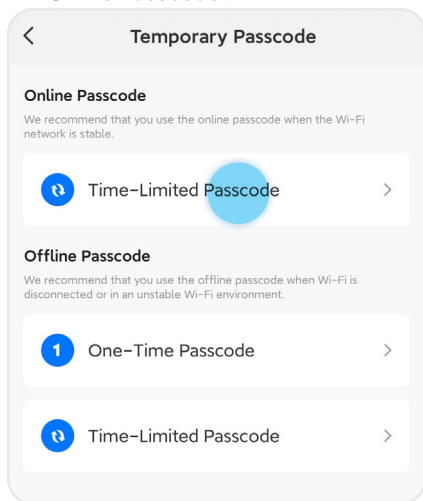 Temporary Passcode
Online Passcode
We recommend that you use the online passcode when the Wi-Fi
network is stable.
Time-Limited Passcode
Offline Passcode
We recommend that you use the offline passcode when Wi-Fi is
disconnected or in an unstable Wi-Fi environment.
1 One-Time Passcode
Time-Limited Passcode